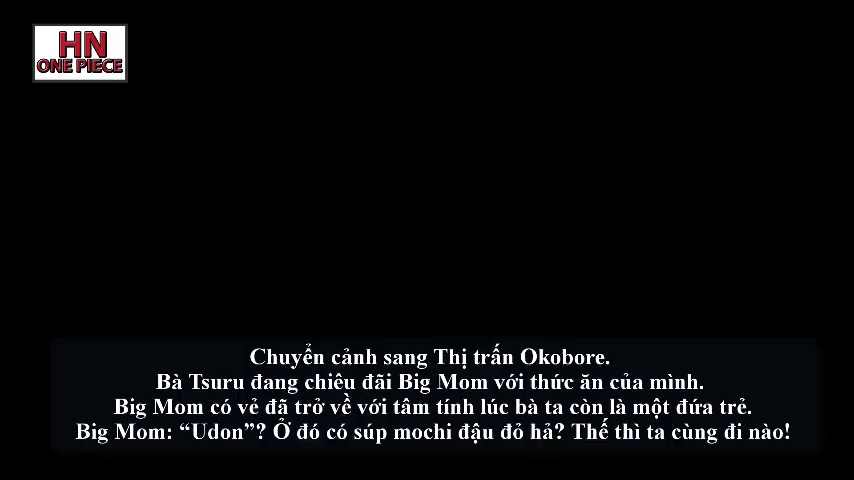 HN
ONE PIECE
Chuyển cảnh sang Thị trấn Okobore.
Bà Tsuru đang chiêu đãi Big Mom với thức ăn của mình.
Big Mom có vẻ đã trở về với tâm tính lúc bà ta còn là một đứa trẻ.
Big Mom: “Udon”? Ở đó có súp mochi đậu đỏ hả? Thế thì ta cùng đi nào!